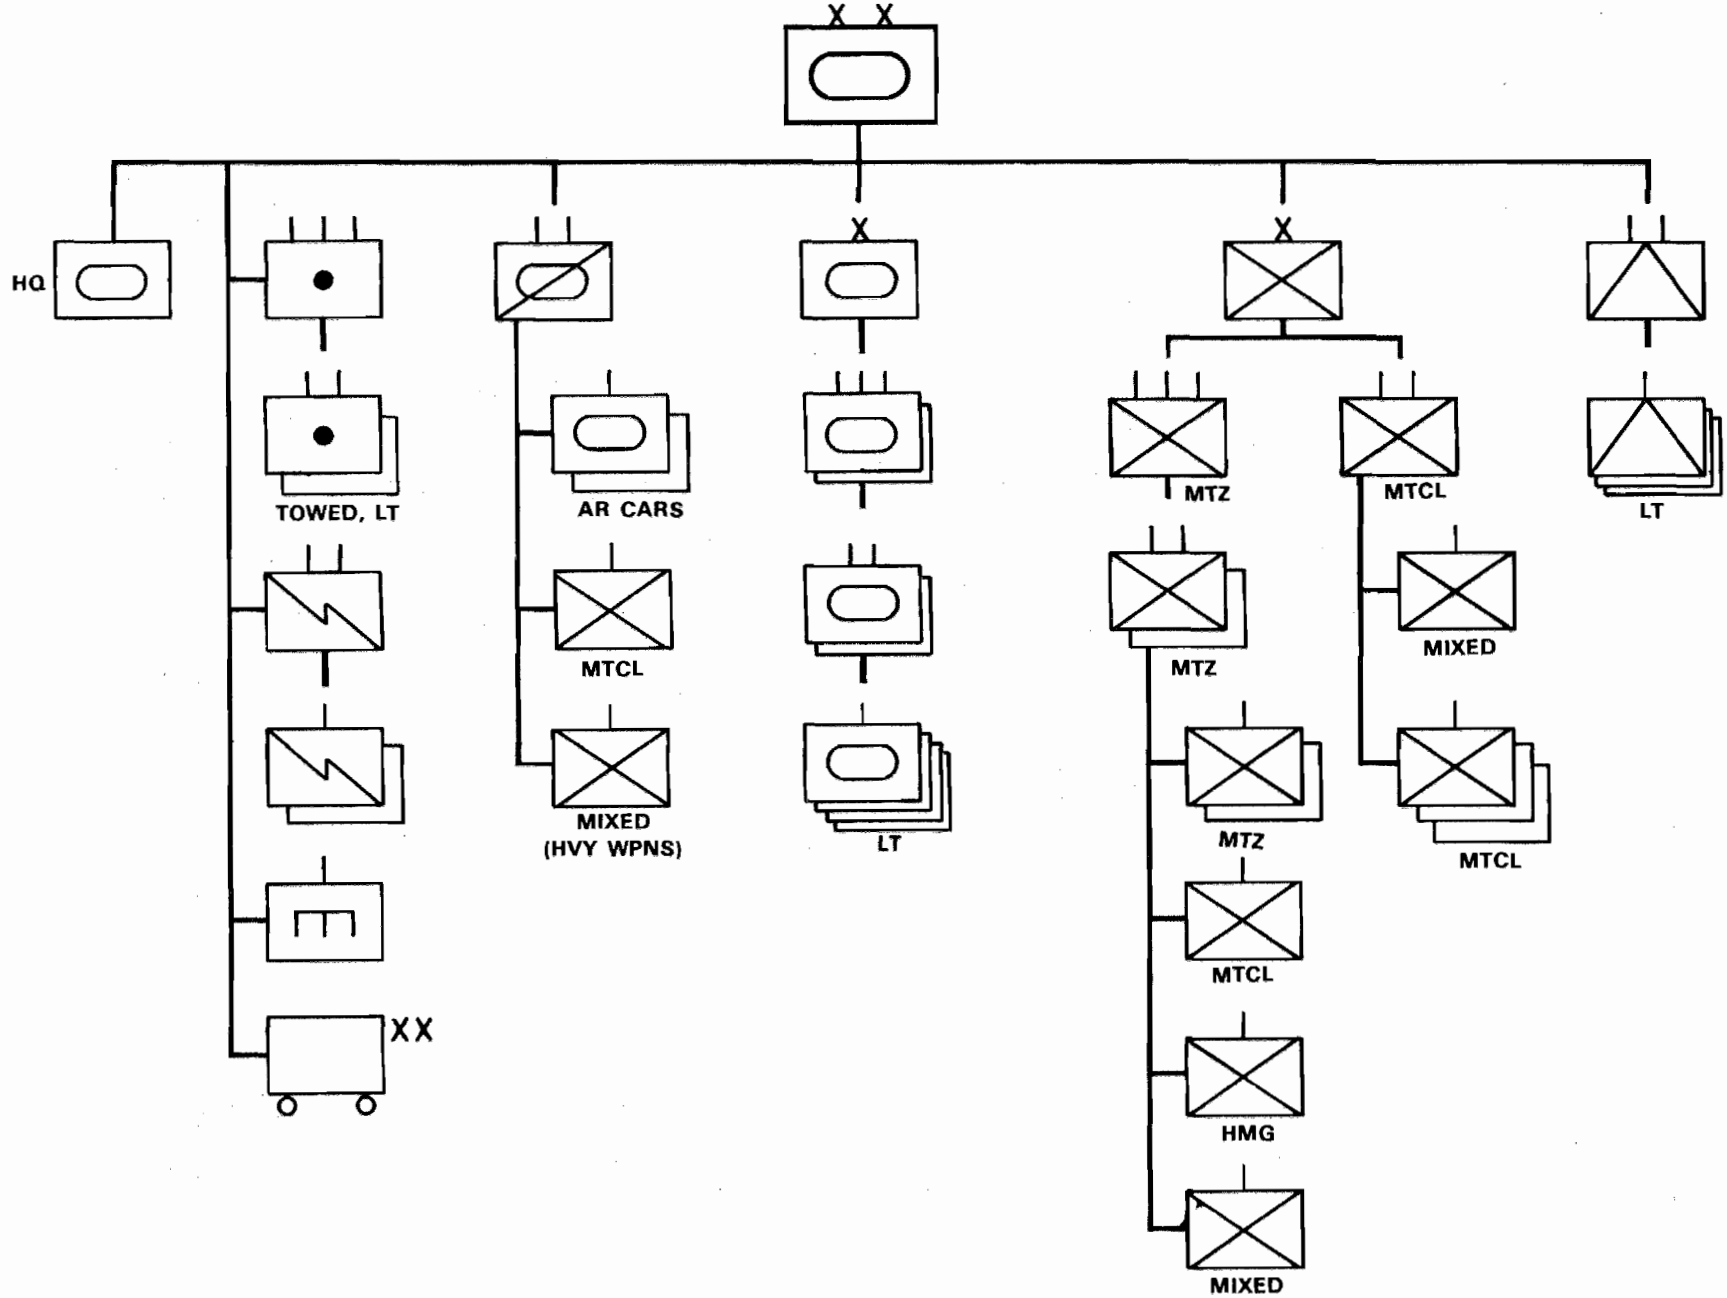 X X
HQ
X
X
TOWED, LT
AR CARS
MTZ
MTCL
LT
MTCL
MTZ
MIXED
MIXED
(HVY WPNS)
LT
MTZ
MTCL
XX
MTCL
HMG
MIXED